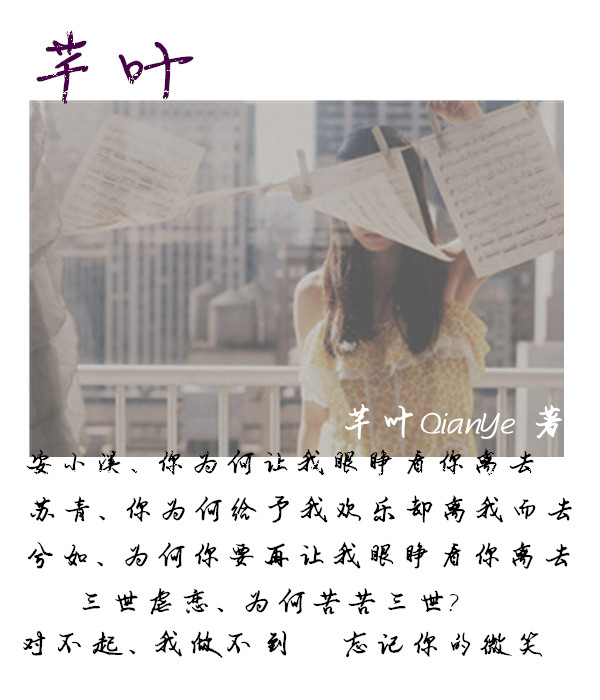 芊叶
芊叶QianYe 著
安小溪、你为何让我眼睁看你离去
苏青、你为何给予我欢乐却离我而去
兮如、为何你要再让我眼睁看你离去
三世虐恋、为何苦苦三世?
对不起、我做不到 忘记你的微笑